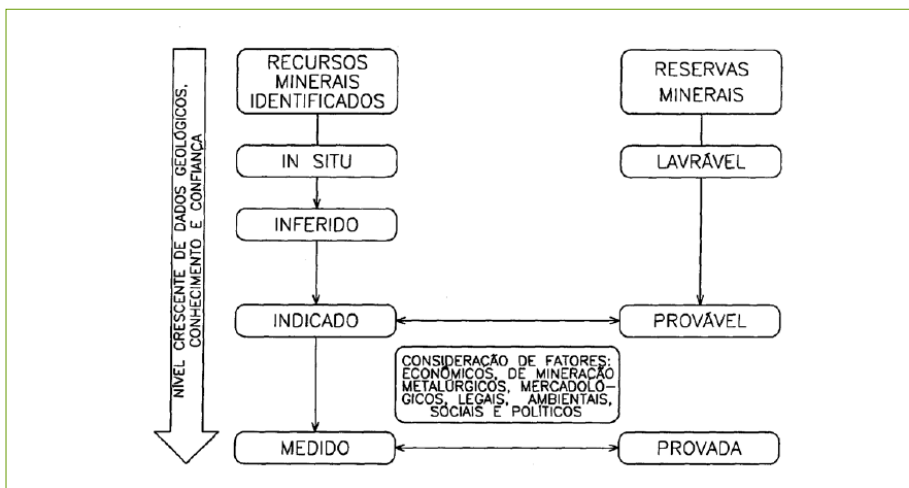 NÍVEL CRESCENTE DE DADOS GEOLÓGICOS,
CONHECIMENTO E CONFIANÇA
RECURSOS
MINERAIS
IDENTIFICADOS
RESERVAS
MINERAIS
IN SITU
LAVRÁVEL
INFERIDO
INDICADO
PROVÁVEL
CONSIDERAÇÃO DE FATORES:
ECONÔMICOS, DE MINERAÇÃO
METALÚRGICOS, MERCADOLÓ-
GICOS, LEGAIS, AMBIENTAIS,
SOCIAIS E POLÍTICOS
MEDIDO
PROVADA